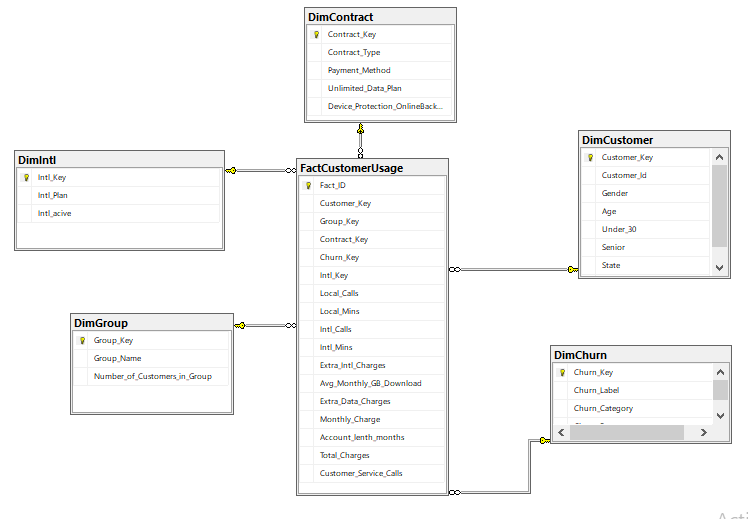 DimContract
Contract_Key
Contract_Type
Payment_Method
Unlimited_Data_Plan
Device_Protection_OnlineBack...
DimIntl
Intl_Key
Intl_Plan
Intl_acive
FactCustomerUsage
Fact_ID
Customer_Key
Group_Key
Contract_Key
Churn_Key
Intl_Key
Local_Calls
Local_Mins
Intl_Calls
Intl_Mins
Extra_Intl_Charges
Avg_Monthly_GB_Download
Extra_Data_Charges
Monthly_Charge
Account_lenth_months
Total_Charges
Customer_Service_Calls
DimCustomer
Customer_Key
Customer_Id
Gender
Age
Under_30
Senior
State
DimGroup
Group_Key
Group_Name
Number_of_Customers_in_Group
DimChurn
Churn_Key
Churn_Label
Churn_Category